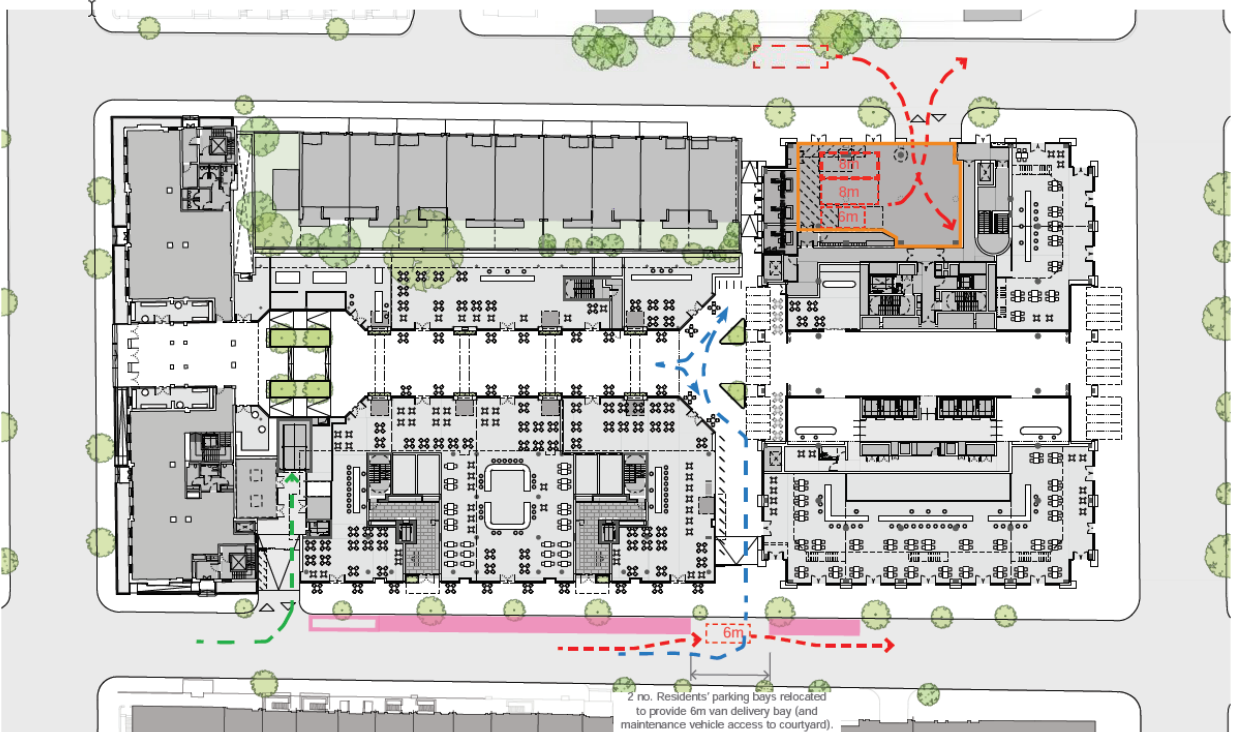 8m
8m
6m
6m
2 no. Residents' parking bays relocated
to provide 6m van delivery bay (and
maintenance vehicle access to courtyard).